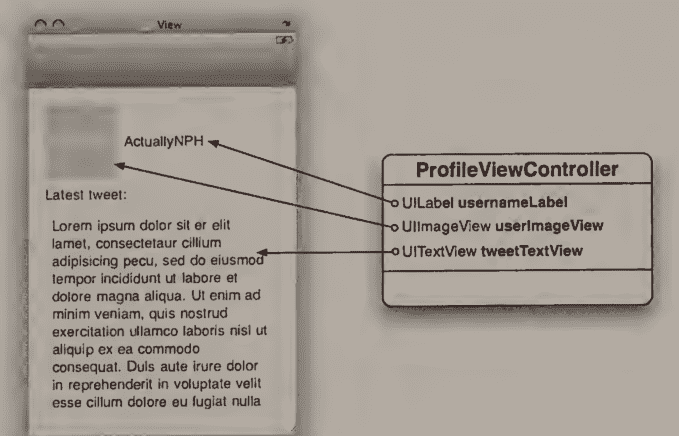 View
ActuallyNPH
Latest tweet:
Lorem ipsum dolor sit er elit
lamet, consectetaur cillium
adipisicing pecu, sed do eiusmod
tempor incididunt ut labore et
dolore magna aliqua. Ut enim ad
minim veniam, quis nostrud
exercitation ullamco laboris nisi ut
aliquip ex ea commodo
consequat. Duis aute irure dolor
in reprehenderit in voluptate velit
esse cillum dolore eu fugiat nulla
ProfileViewController
UILabel usernameLabel
UIImageView userImageView
UITextView tweetTextView